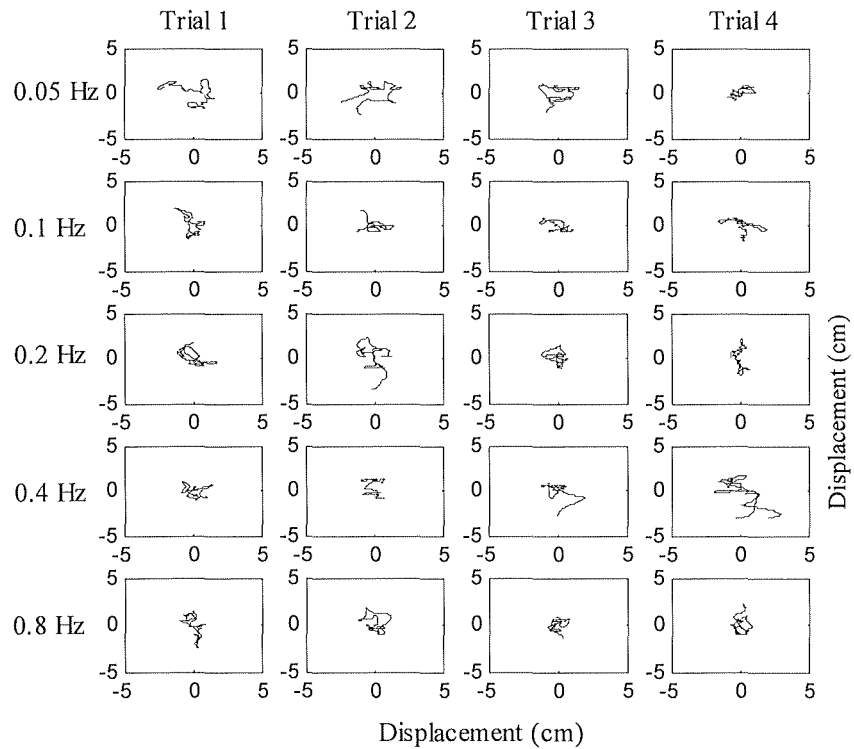 Trial 1 Trial 2 Trial 3 Trial 4
5 5 5 5
0.05 Hz 0 0 0 0
-5 -5 -5 -5
-5 0 5 -5 0 5 -5 0 5 -5 0 5
5 5 5 5
0.1 Hz 0 0 0 0
-5 -5 -5 -5
-5 0 5 -5 0 5 -5 0 5 -5 0 5
5 5 5 5
0.2 Hz 0 0 0 0
-5 -5 -5 -5
-5 0 5 -5 0 5 -5 0 5 -5 0 5
5 5 5 5
0.4 Hz 0 0 0 0
-5 -5 -5 -5
-5 0 5 -5 0 5 -5 0 5 -5 0 5
5 5 5 5
0.8 Hz 0 0 0 0
-5 -5 -5 -5
-5 0 5 -5 0 5 -5 0 5 -5 0 5
Displacement (cm)
Displacement (cm)